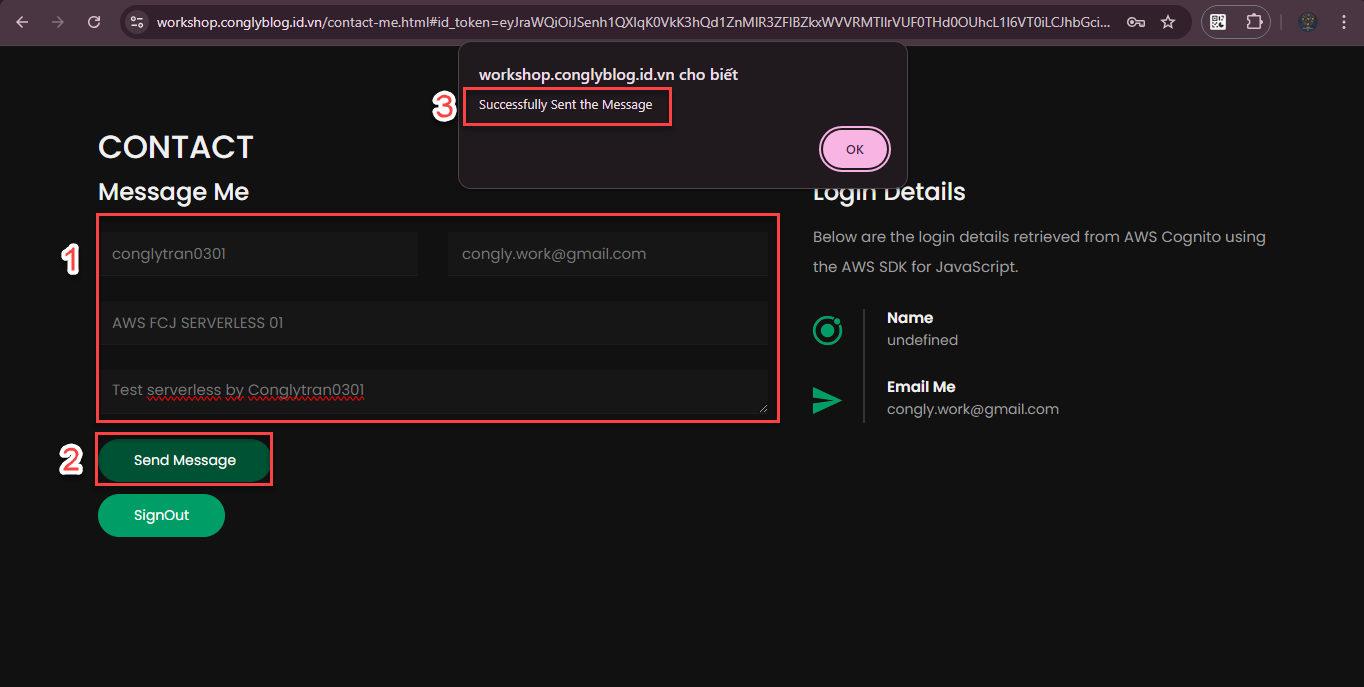 workshop.conglyblog.id.vn/contact-me.html#id_token=
workshop.conglyblog.id.vn cho biết
3
Successfully Sent the Message
OK
CONTACT
Message Me
Login Details
1
conglytran0301
congly.work@gmail.com
Below are the login details retrieved from AWS Cognito using
the AWS SDK for JavaScript.
AWS FCJ SERVERLESS 01
Name
undefined
Test serverless by Conglytran0301
Email Me
congly.work@gmail.com
2
Send Message
SignOut